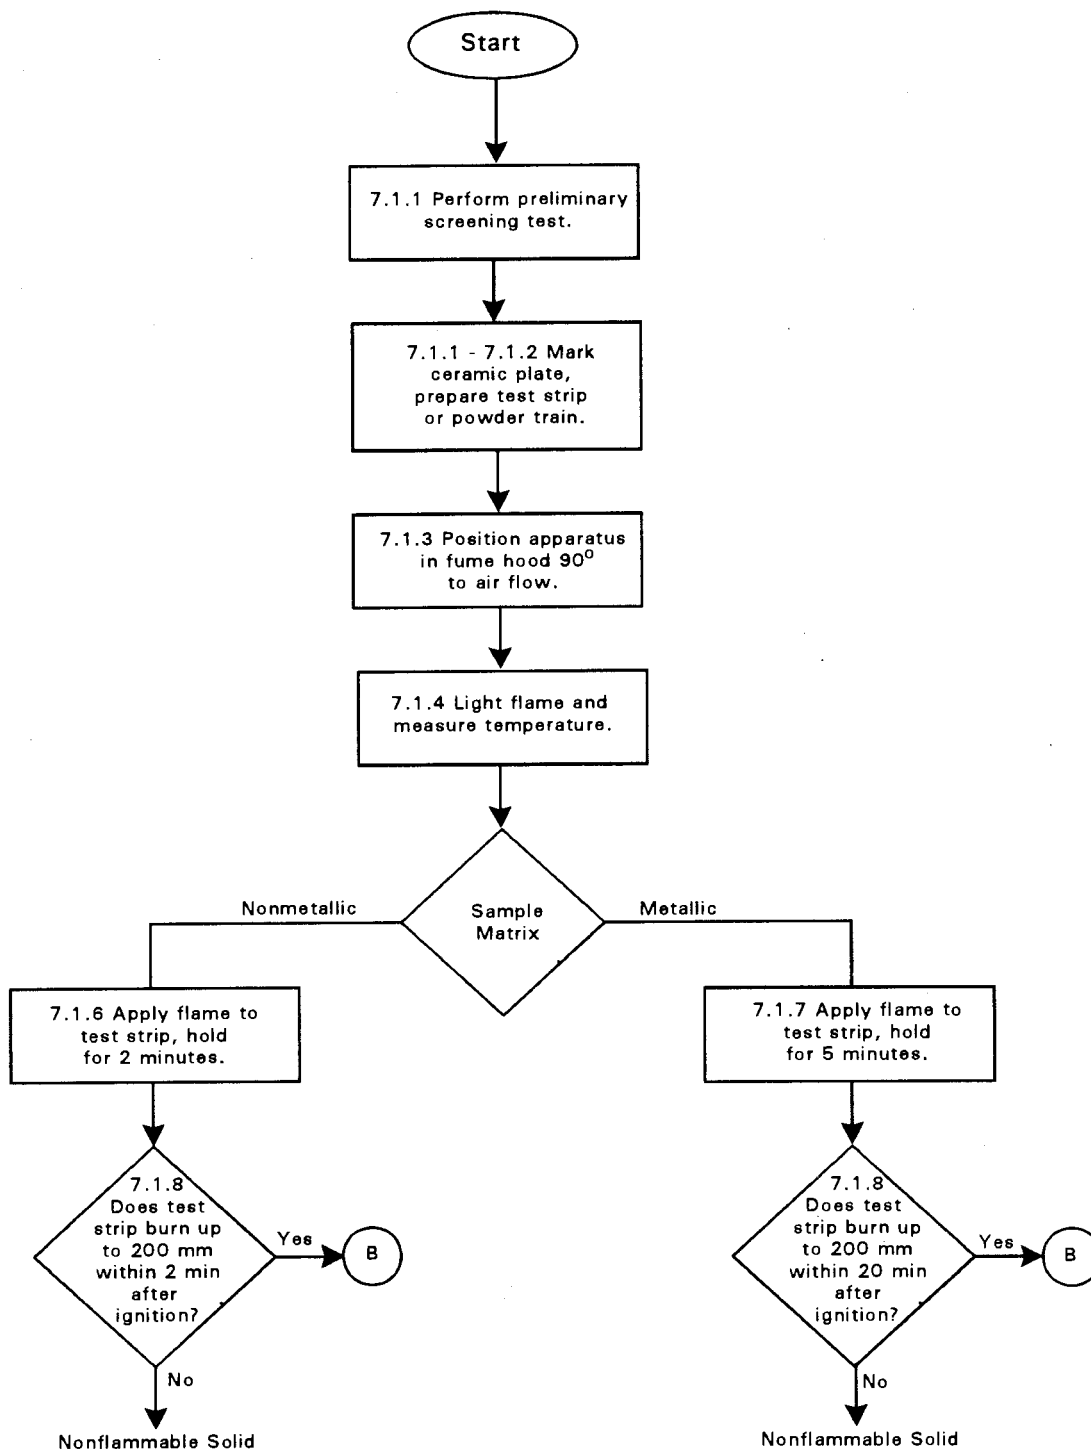 Start
7.1.1 Perform preliminary
screening test.
7.1.1 - 7.1.2 Mark
ceramic plate,
prepare test strip
or powder train.
7.1.3 Position apparatus
in fume hood 90°
to air flow.
7.1.4 Light flame and
measure temperature.
Sample
Matrix
Nonmetallic
Metallic
7.1.6 Apply flame to
test strip, hold
for 2 minutes.
7.1.7 Apply flame to
test strip, hold
for 5 minutes.
7.1.8
Does test
strip burn up
to 200 mm
within 2 min
after
ignition?
Yes
B
No
Nonflammable Solid
7.1.8
Does test
strip burn up
to 200 mm
within 20 min
after
ignition?
Yes
B
No
Nonflammable Solid